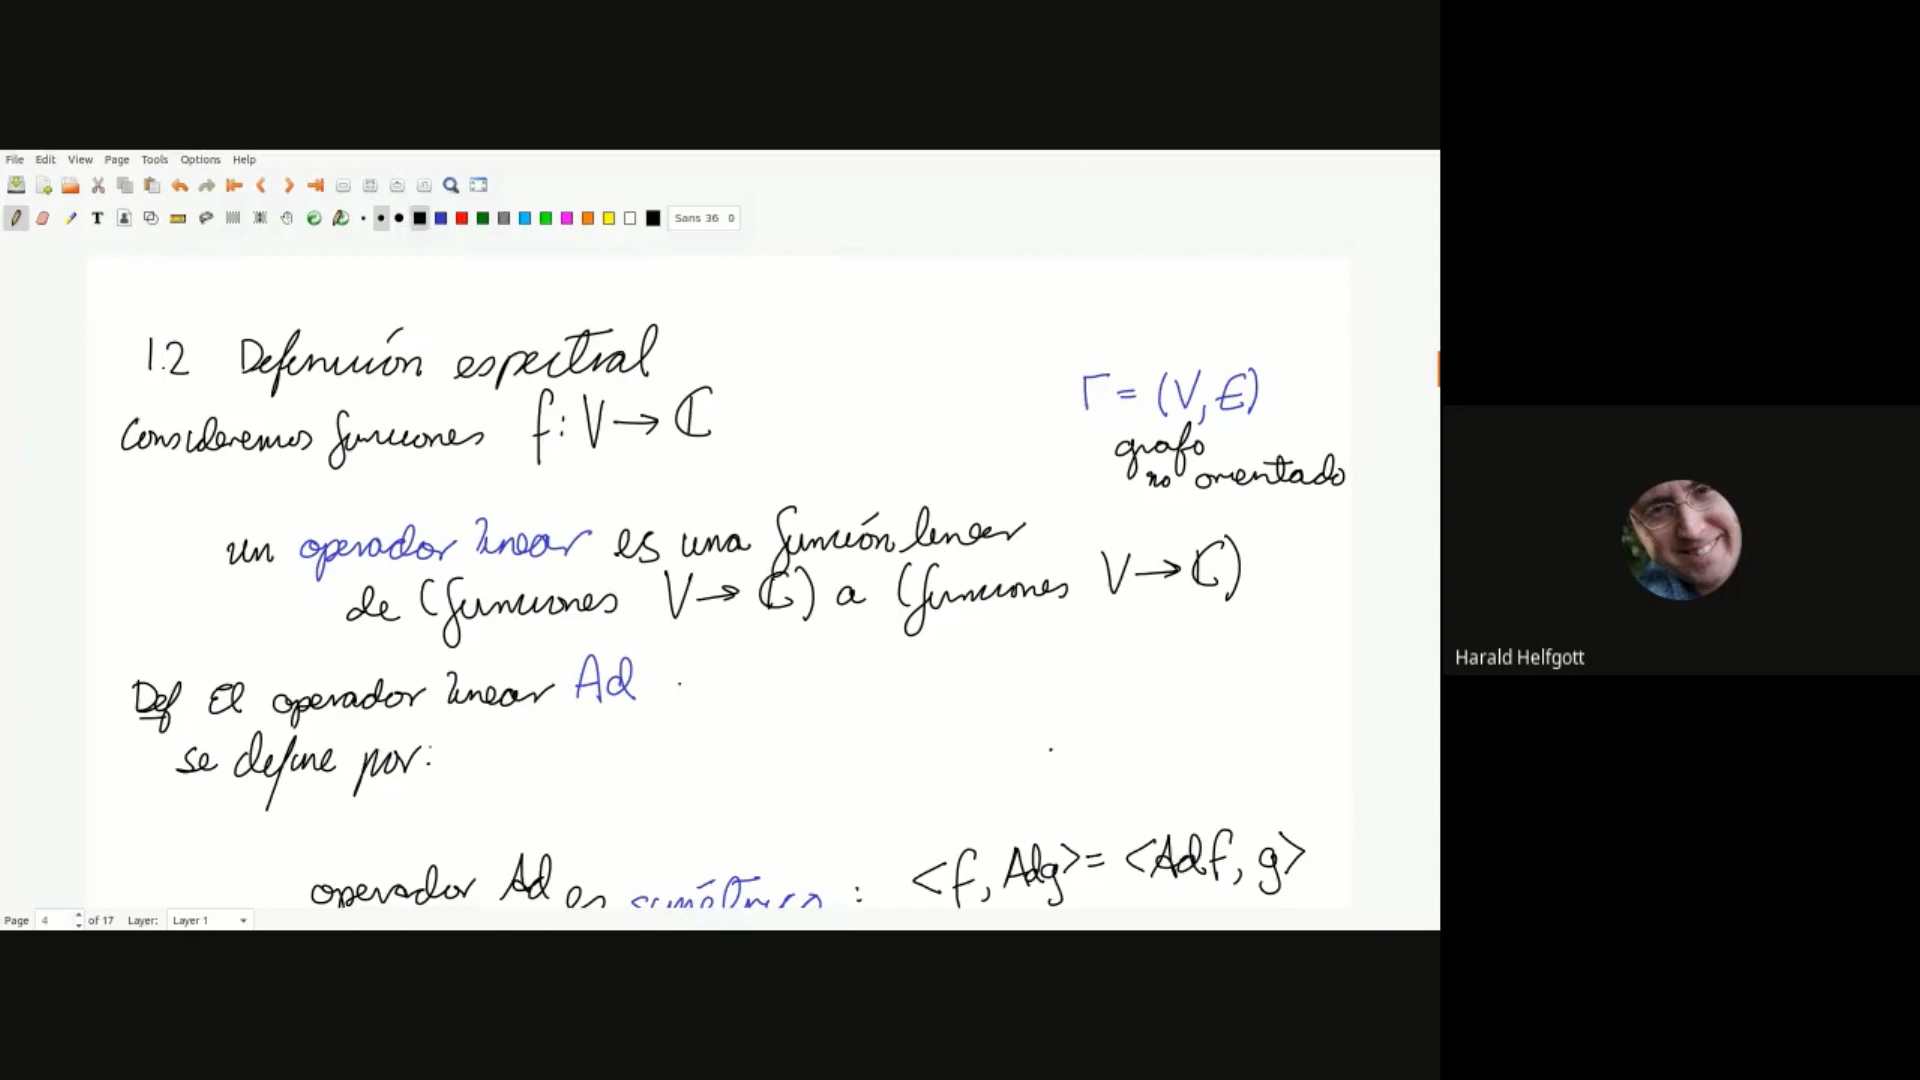 File Edit View Page Tools Options Help
Sans 36 0
1.2 Definición espectral
Consideremos funciones f: V → ℂ
Γ = (V, E)
grafo
no orientado
un operador linear es una función linear
de (funciones V → ℂ) a (funciones V → ℂ)
Def El operador linear Ad
se define por:
operador Ad es simétrico : <f, Adg> = <Adf, g>
Page 4 of 17 Layer: Layer 1
Harald Helfgott